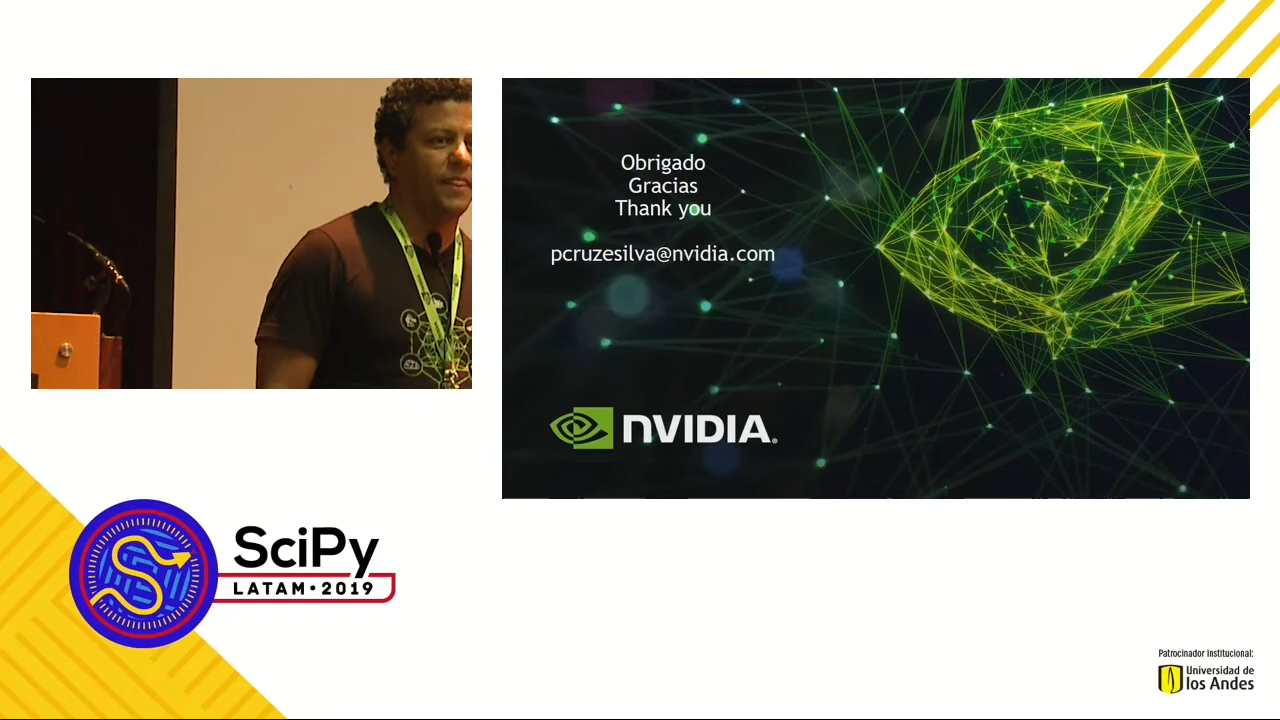 Obrigado
Gracias
Thank you
pcruzesilva@nvidia.com
NVIDIA.
SciPy
LATAM•2019
Patrocinador institucional:
Universidad de
los Andes